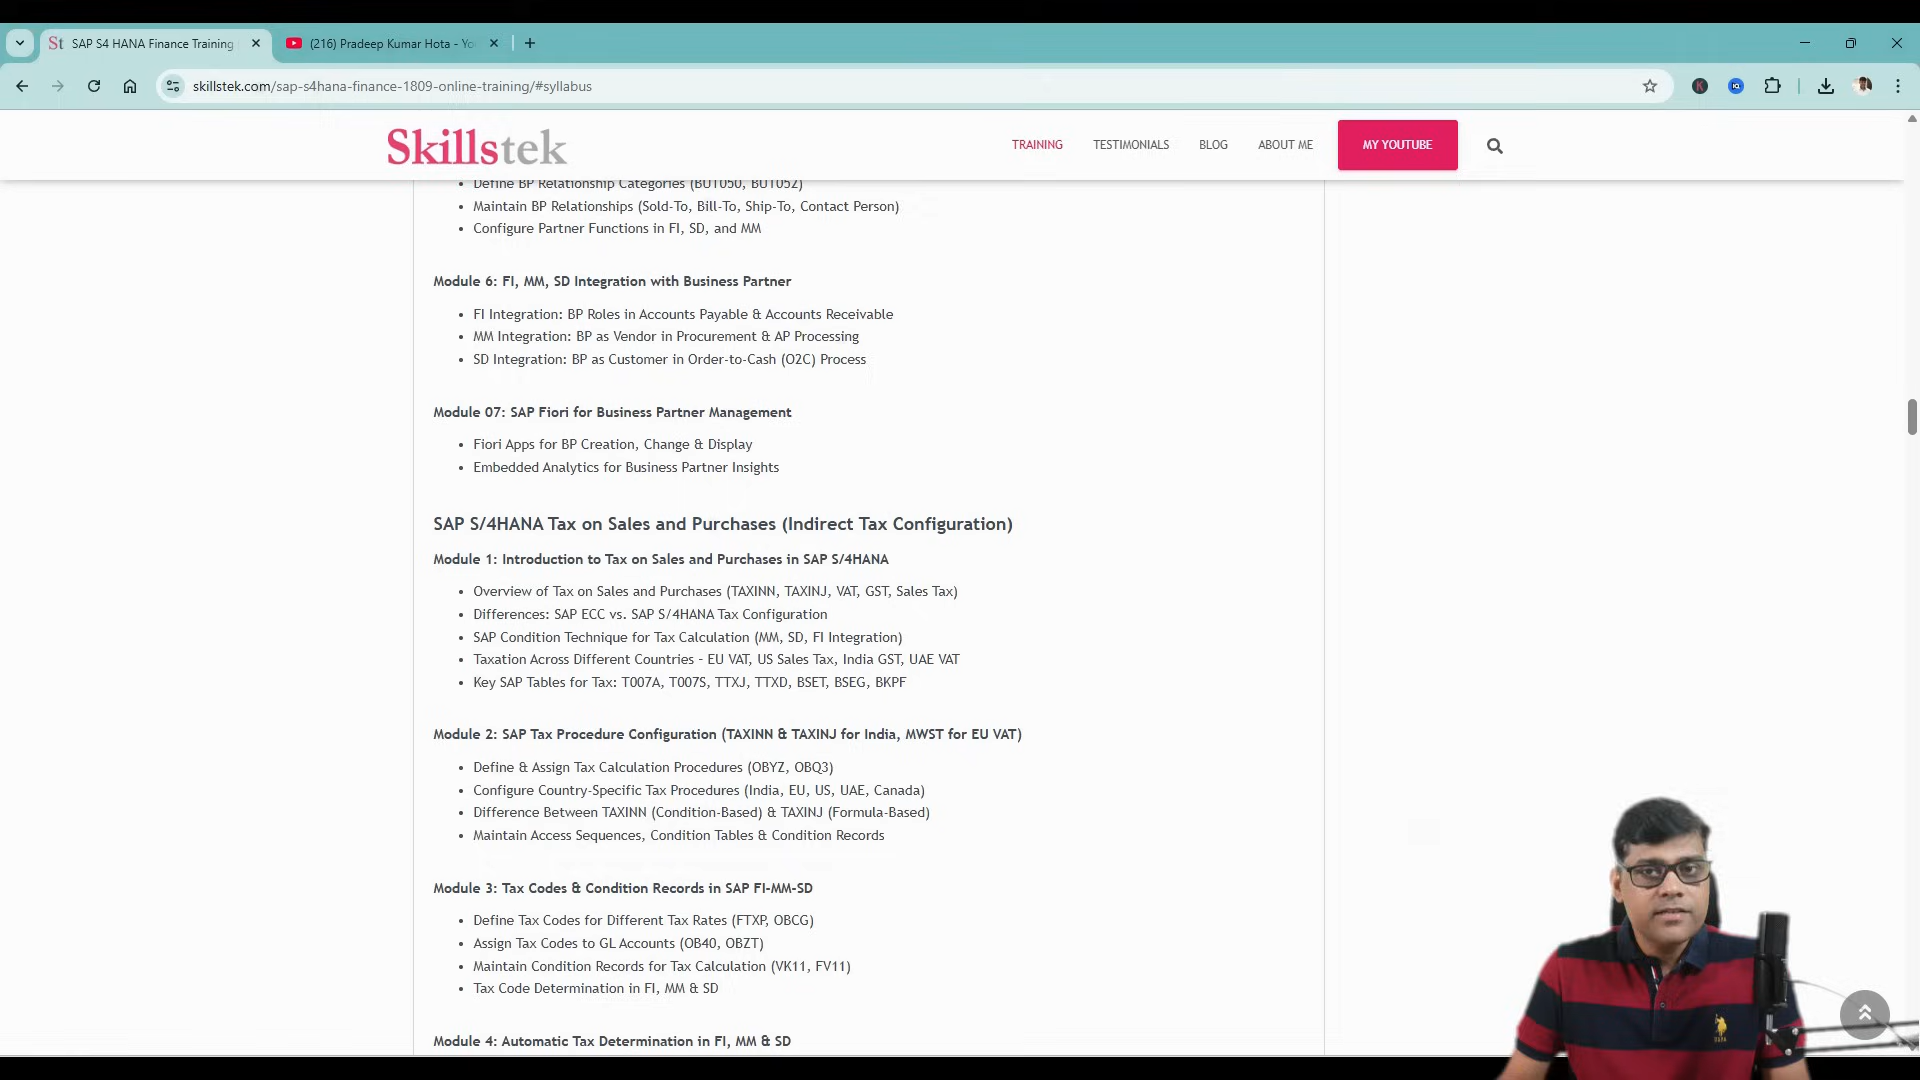 SAP S4 HANA Finance Training
(216) Pradeep Kumar Hota - Yo
skillstek.com/sap-s4hana-finance-1809-online-training/#syllabus
Skillstek
TRAINING
TESTIMONIALS
BLOG
ABOUT ME
MY YOUTUBE
Define BP Relationship Categories (BUT050, BUT052)
Maintain BP Relationships (Sold-To, Bill-To, Ship-To, Contact Person)
Configure Partner Functions in FI, SD, and MM
Module 6: FI, MM, SD Integration with Business Partner
FI Integration: BP Roles in Accounts Payable & Accounts Receivable
MM Integration: BP as Vendor in Procurement & AP Processing
SD Integration: BP as Customer in Order-to-Cash (O2C) Process
Module 07: SAP Fiori for Business Partner Management
Fiori Apps for BP Creation, Change & Display
Embedded Analytics for Business Partner Insights
SAP S/4HANA Tax on Sales and Purchases (Indirect Tax Configuration)
Module 1: Introduction to Tax on Sales and Purchases in SAP S/4HANA
Overview of Tax on Sales and Purchases (TAXINN, TAXINJ, VAT, GST, Sales Tax)
Differences: SAP ECC vs. SAP S/4HANA Tax Configuration
SAP Condition Technique for Tax Calculation (MM, SD, FI Integration)
Taxation Across Different Countries – EU VAT, US Sales Tax, India GST, UAE VAT
Key SAP Tables for Tax: T007A, T007S, TTXJ, TTXD, BSET, BSEG, BKPF
Module 2: SAP Tax Procedure Configuration (TAXINN & TAXINJ for India, MWST for EU VAT)
Define & Assign Tax Calculation Procedures (OBYZ, OBQ3)
Configure Country-Specific Tax Procedures (India, EU, US, UAE, Canada)
Difference Between TAXINN (Condition-Based) & TAXINJ (Formula-Based)
Maintain Access Sequences, Condition Tables & Condition Records
Module 3: Tax Codes & Condition Records in SAP FI-MM-SD
Define Tax Codes for Different Tax Rates (FTXP, OBCG)
Assign Tax Codes to GL Accounts (OB40, OBZT)
Maintain Condition Records for Tax Calculation (VK11, FV11)
Tax Code Determination in FI, MM & SD
Module 4: Automatic Tax Determination in FI, MM & SD